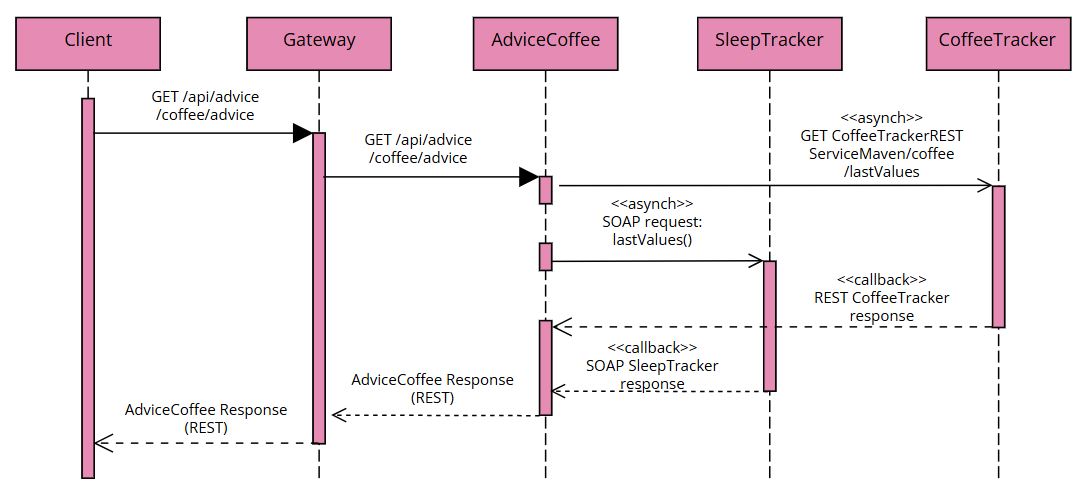 Client
Gateway
AdviceCoffee
SleepTracker
CoffeeTracker
GET /api/advice
/coffee/advice
GET /api/advice
/coffee/advice
<<asynch>>
GET CoffeeTrackerREST
ServiceMaven/coffee
/lastValues
<<asynch>>
SOAP request:
lastValues()
<<callback>>
REST CoffeeTracker
response
<<callback>>
SOAP SleepTracker
response
AdviceCoffee Response
(REST)
AdviceCoffee Response
(REST)